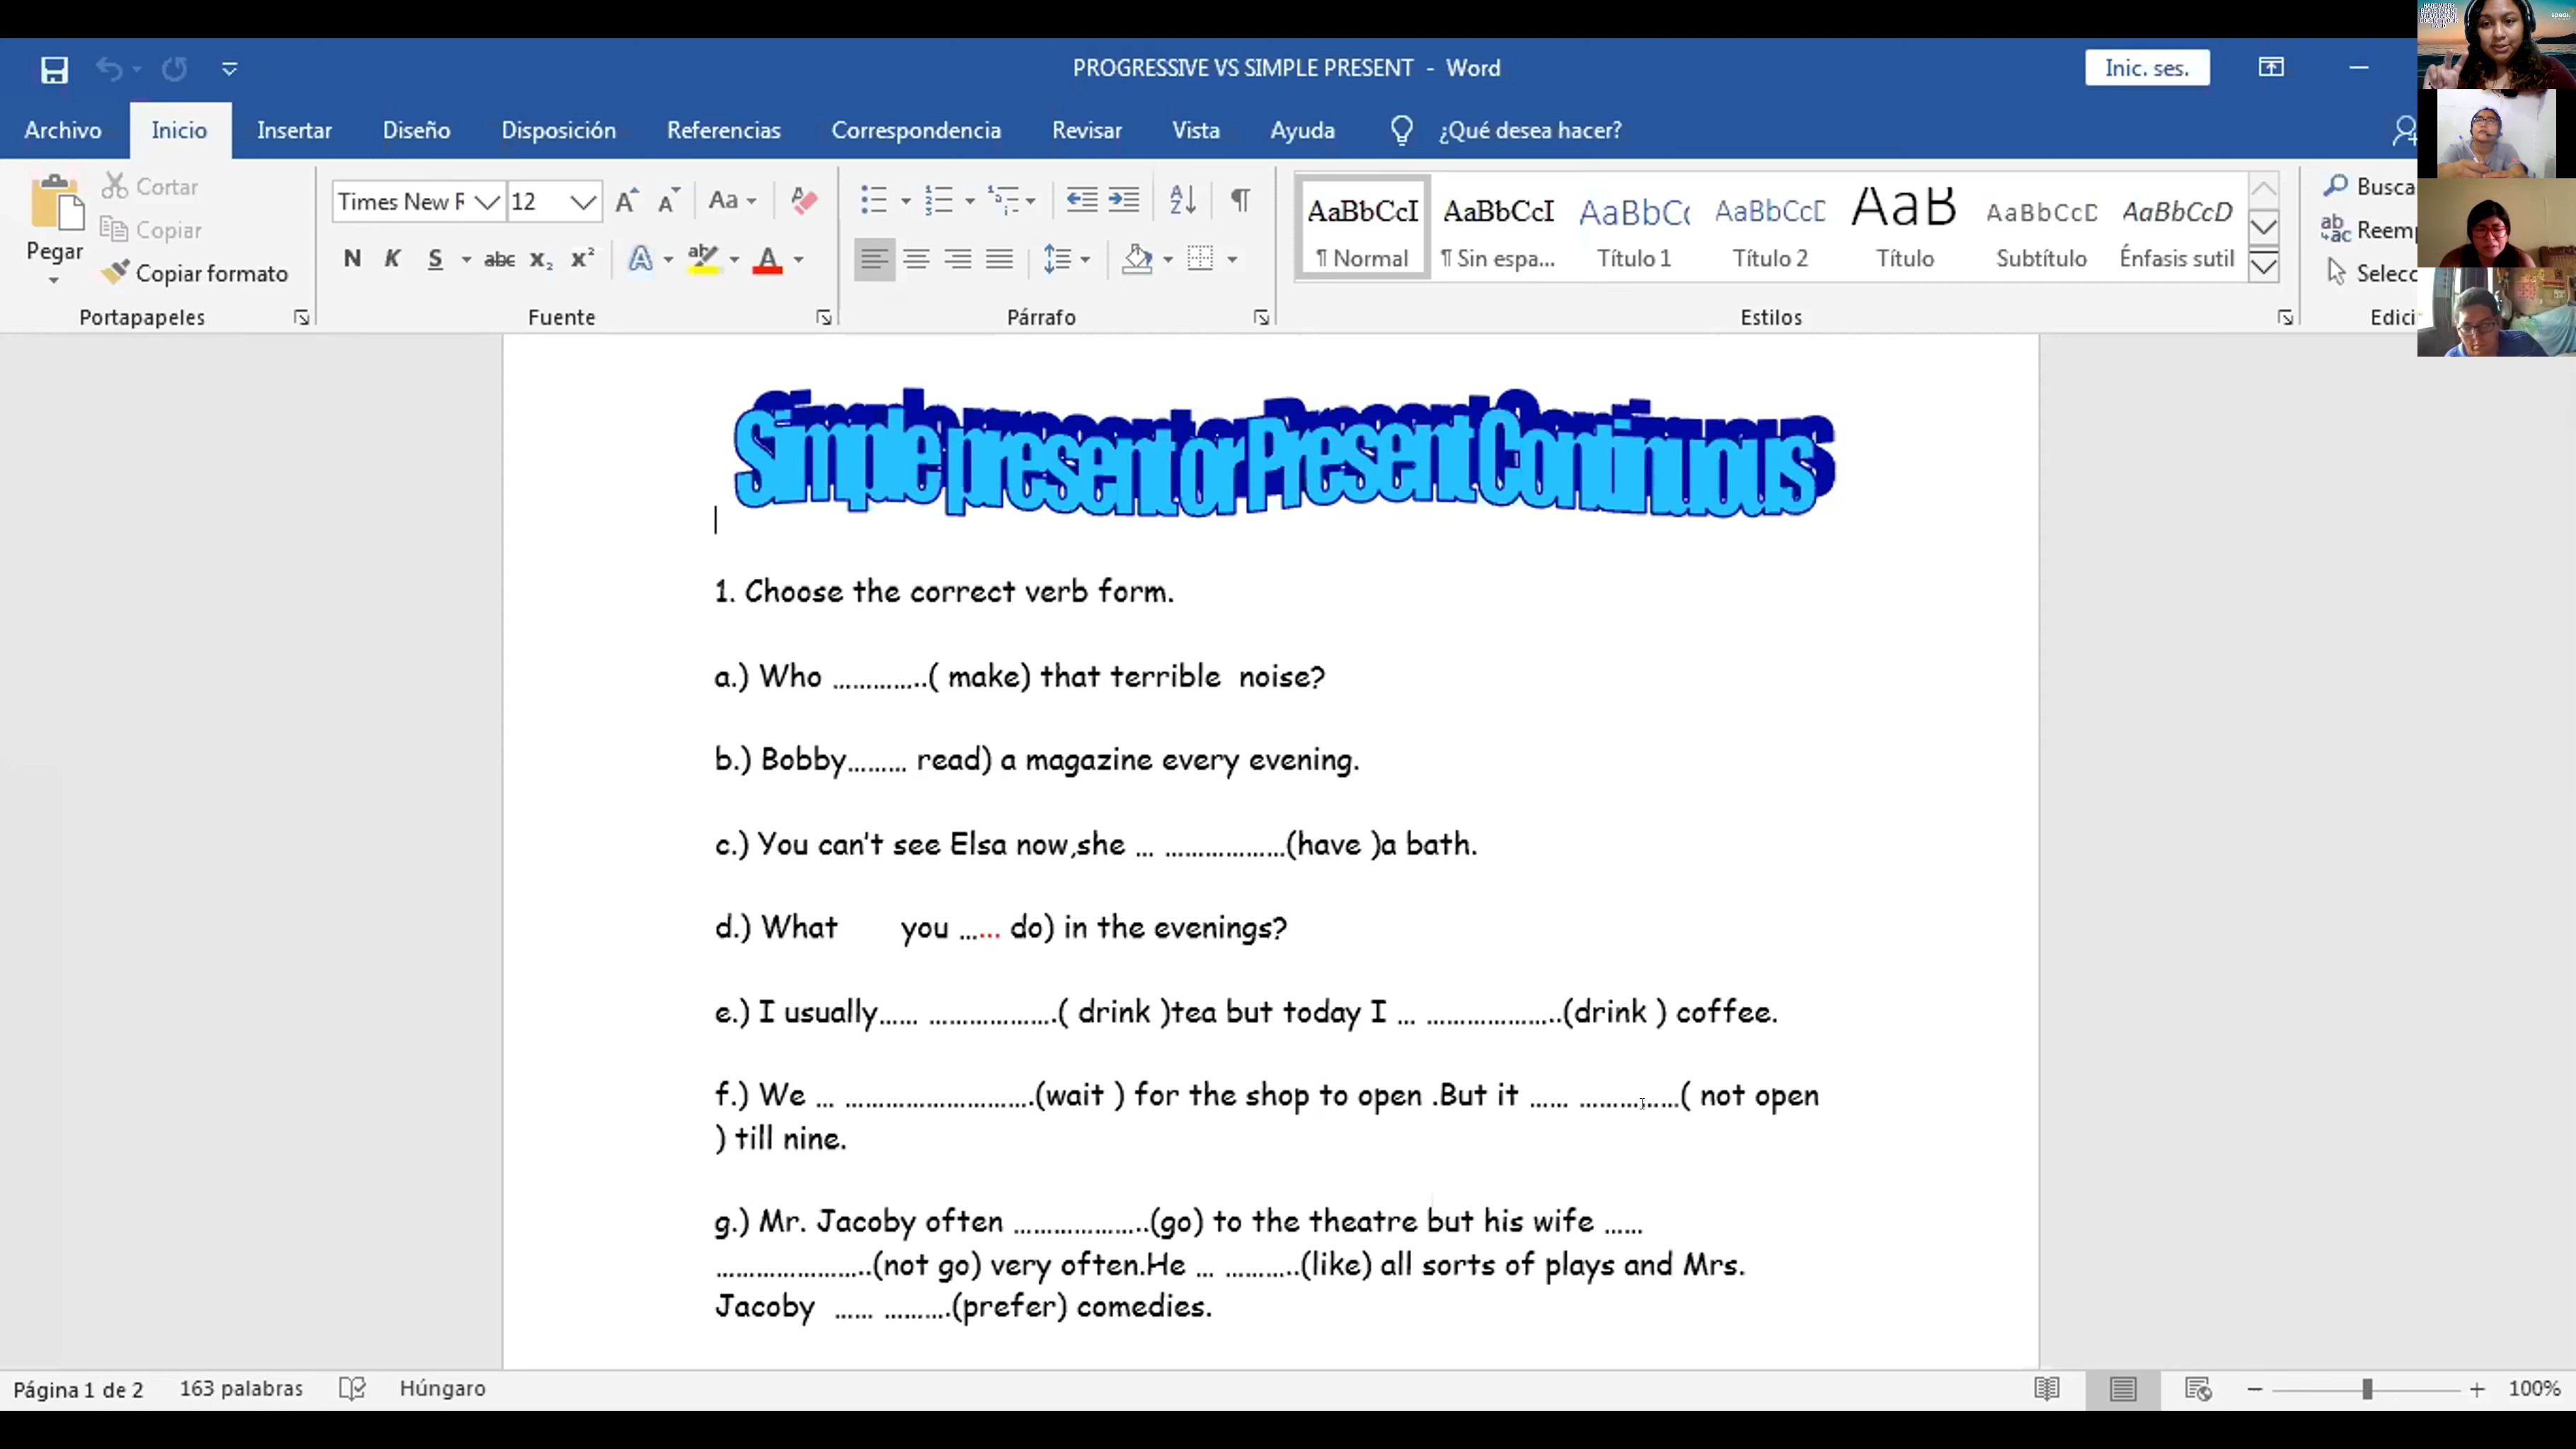 PROGRESSIVE VS SIMPLE PRESENT - Word
Inic. ses.
Archivo Inicio Insertar Diseño Disposición Referencias Correspondencia Revisar Vista Ayuda ¿Qué desea hacer?
Pegar
Cortar
Copiar
Copiar formato
Portapapeles
Times New R 12
Aa
N K S abc x₂ x² A ab A
Fuente
Párrafo
AaBbCcI AaBbCcI AaBbC( AaBbCcD AaB AaBbCcD AaBbCcD
¶ Normal ¶ Sin espa... Título 1 Título 2 Título Subtítulo Énfasis sutil
Estilos
Busca
Reem
Selecc
Edici
Simple present or Present Continuous
1. Choose the correct verb form.
a.) Who …………..( make) that terrible noise?
b.) Bobby……… read) a magazine every evening.
c.) You can't see Elsa now,she … ………………(have )a bath.
d.) What you …... do) in the evenings?
e.) I usually…… ……………….( drink )tea but today I … ………………..(drink ) coffee.
f.) We … ……………………….(wait ) for the shop to open .But it …… ……………( not open
) till nine.
g.) Mr. Jacoby often ………………..(go) to the theatre but his wife ……
…………………..(not go) very often.He … ………..(like) all sorts of plays and Mrs.
Jacoby …… ……….(prefer) comedies.
Página 1 de 2 163 palabras Húngaro 100%